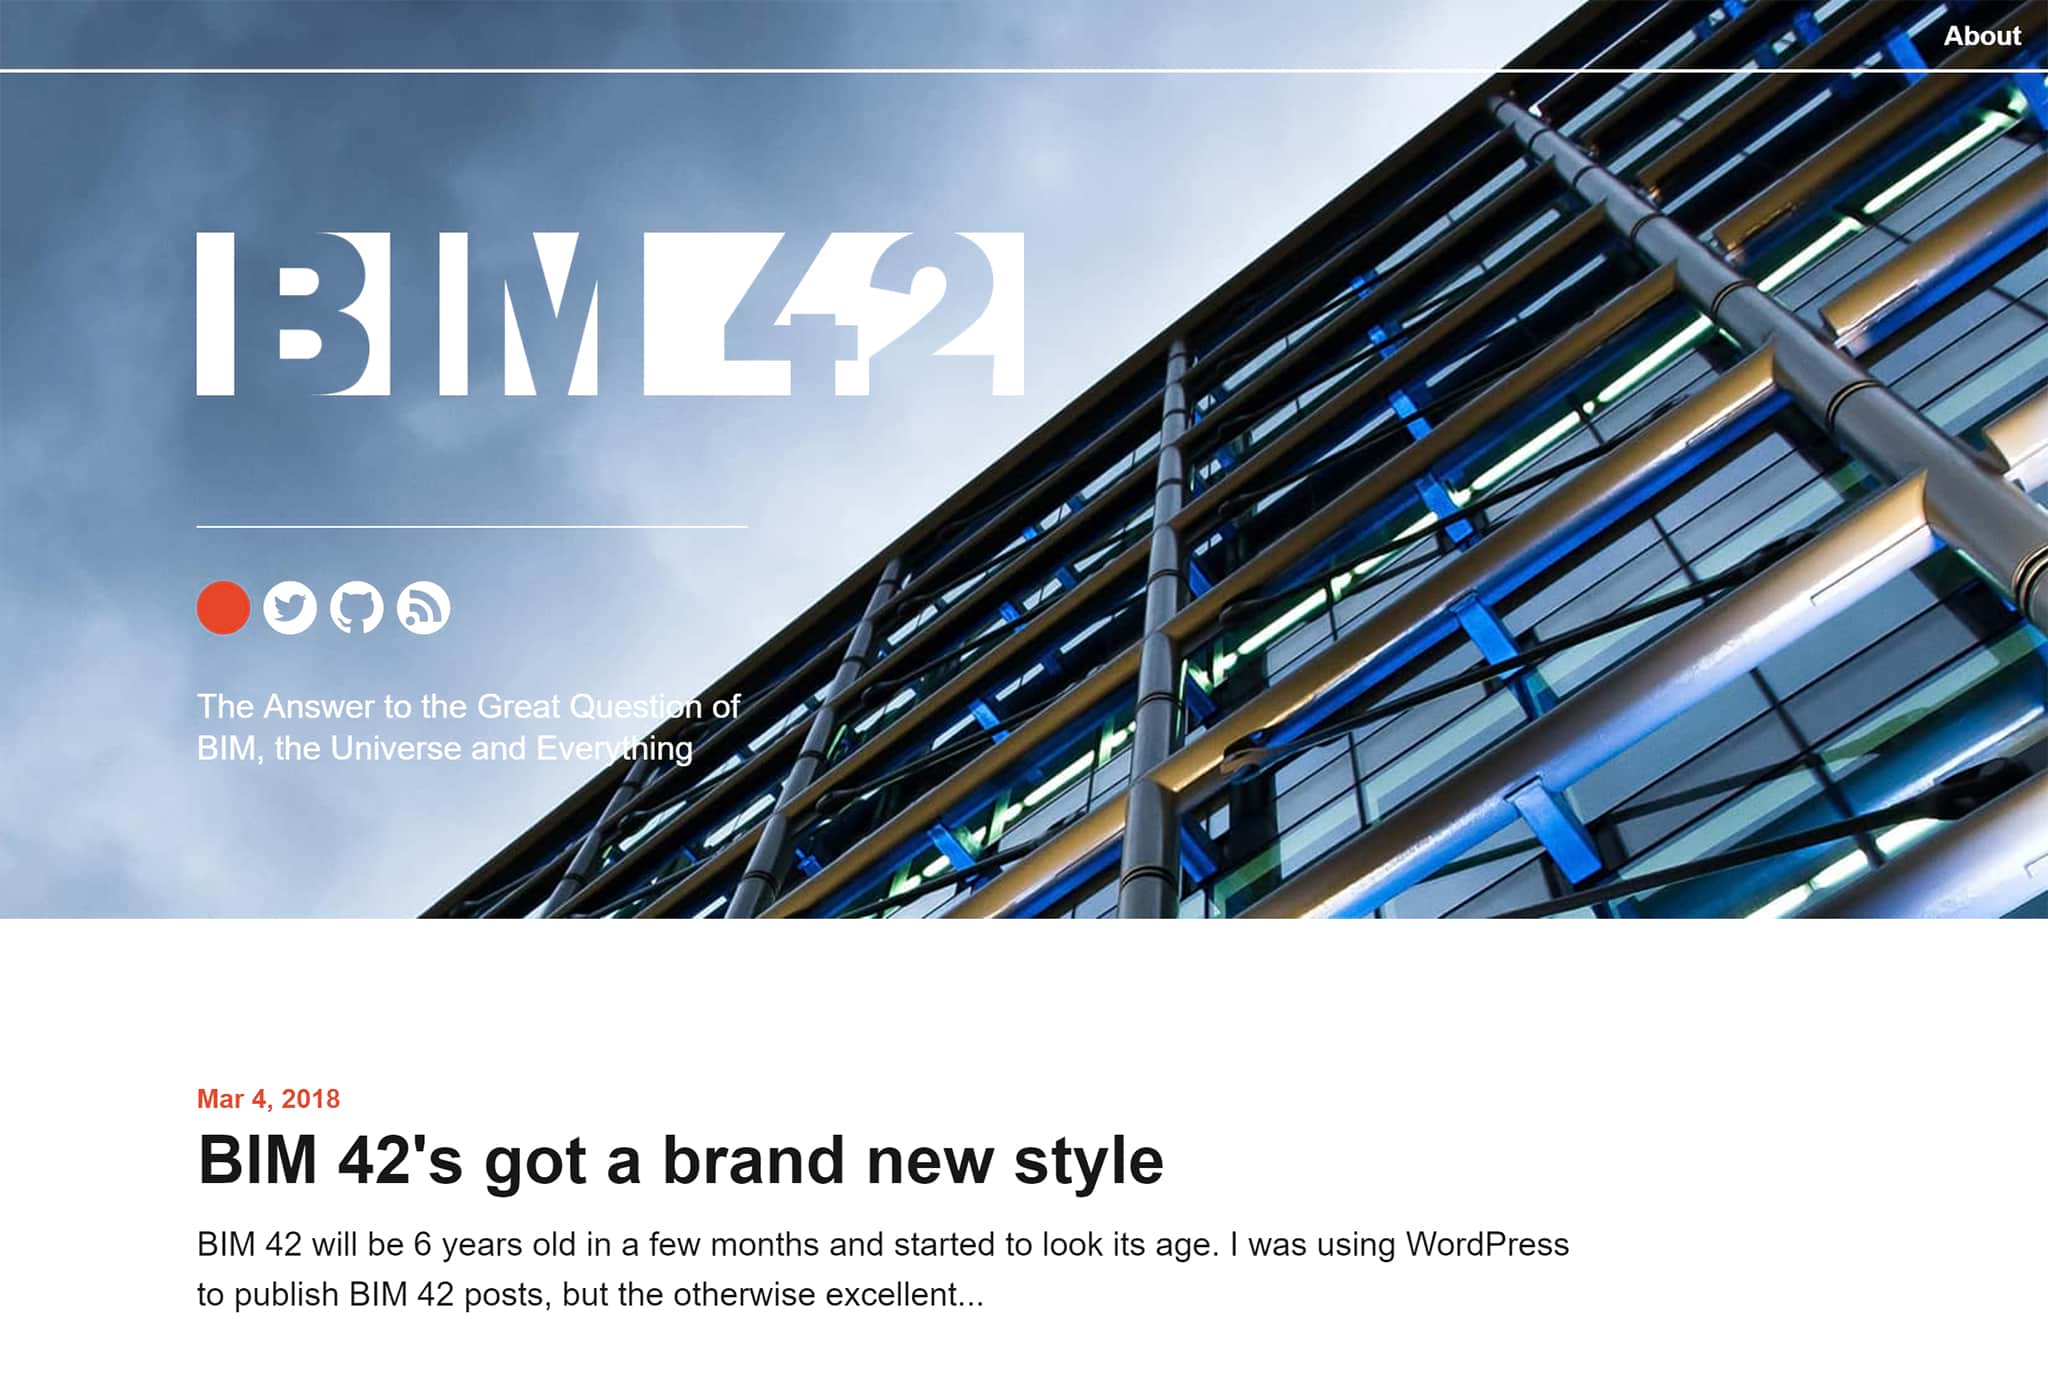 About
BIM 42
The Answer to the Great Question of
BIM, the Universe and Everything
Mar 4, 2018
BIM 42's got a brand new style
BIM 42 will be 6 years old in a few months and started to look its age. I was using WordPress
to publish BIM 42 posts, but the otherwise excellent...